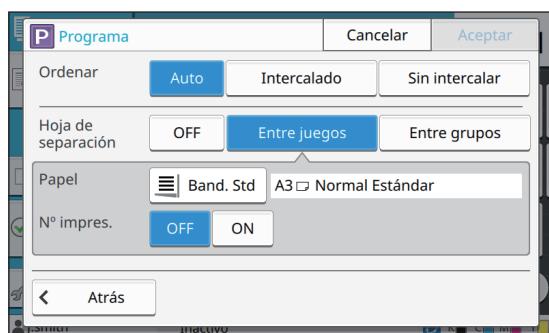 P Programa Cancelar Aceptar
Ordenar Auto Intercalado Sin intercalar
Hoja de separación OFF Entre juegos Entre grupos
Papel Band. Std A3 Normal Estándar
Nº impres. OFF ON
Atrás
j.smith Inactivo K C M